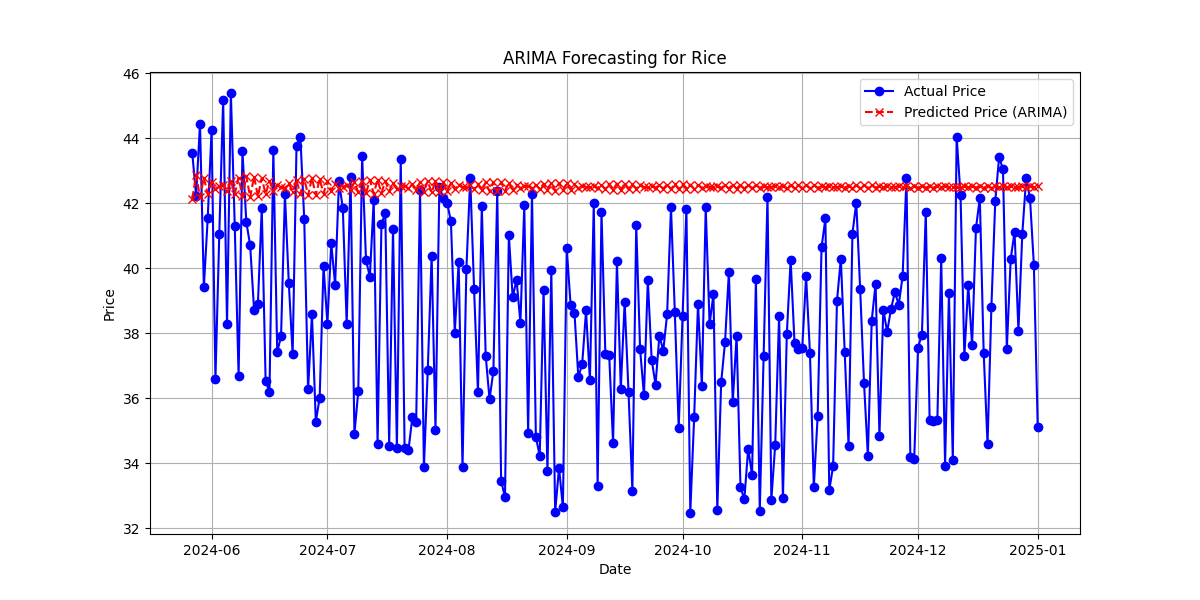 ARIMA Forecasting for Rice
Actual Price
Predicted Price (ARIMA)
Price
46
44
42
40
38
36
34
32
2024-06 2024-07 2024-08 2024-09 2024-10 2024-11 2024-12 2025-01
Date